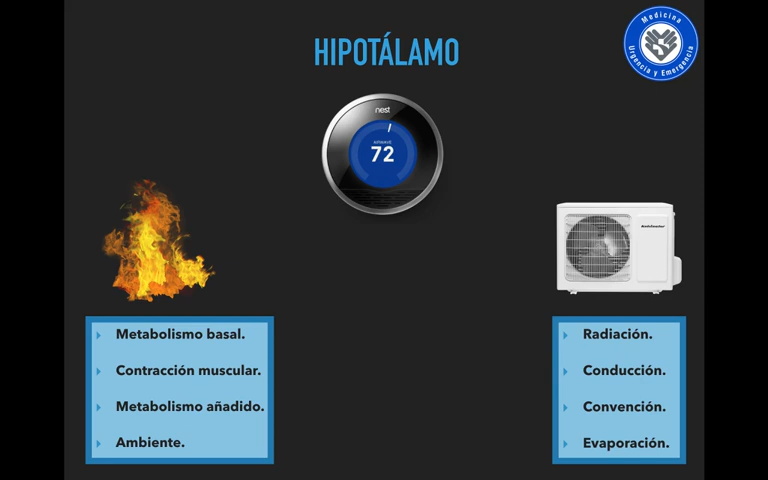 HIPOTÁLAMO
Medicina
Urgencia y Emergencia
nest
72
Metabolismo basal.
Contracción muscular.
Metabolismo añadido.
Ambiente.
Radiación.
Conducción.
Convención.
Evaporación.